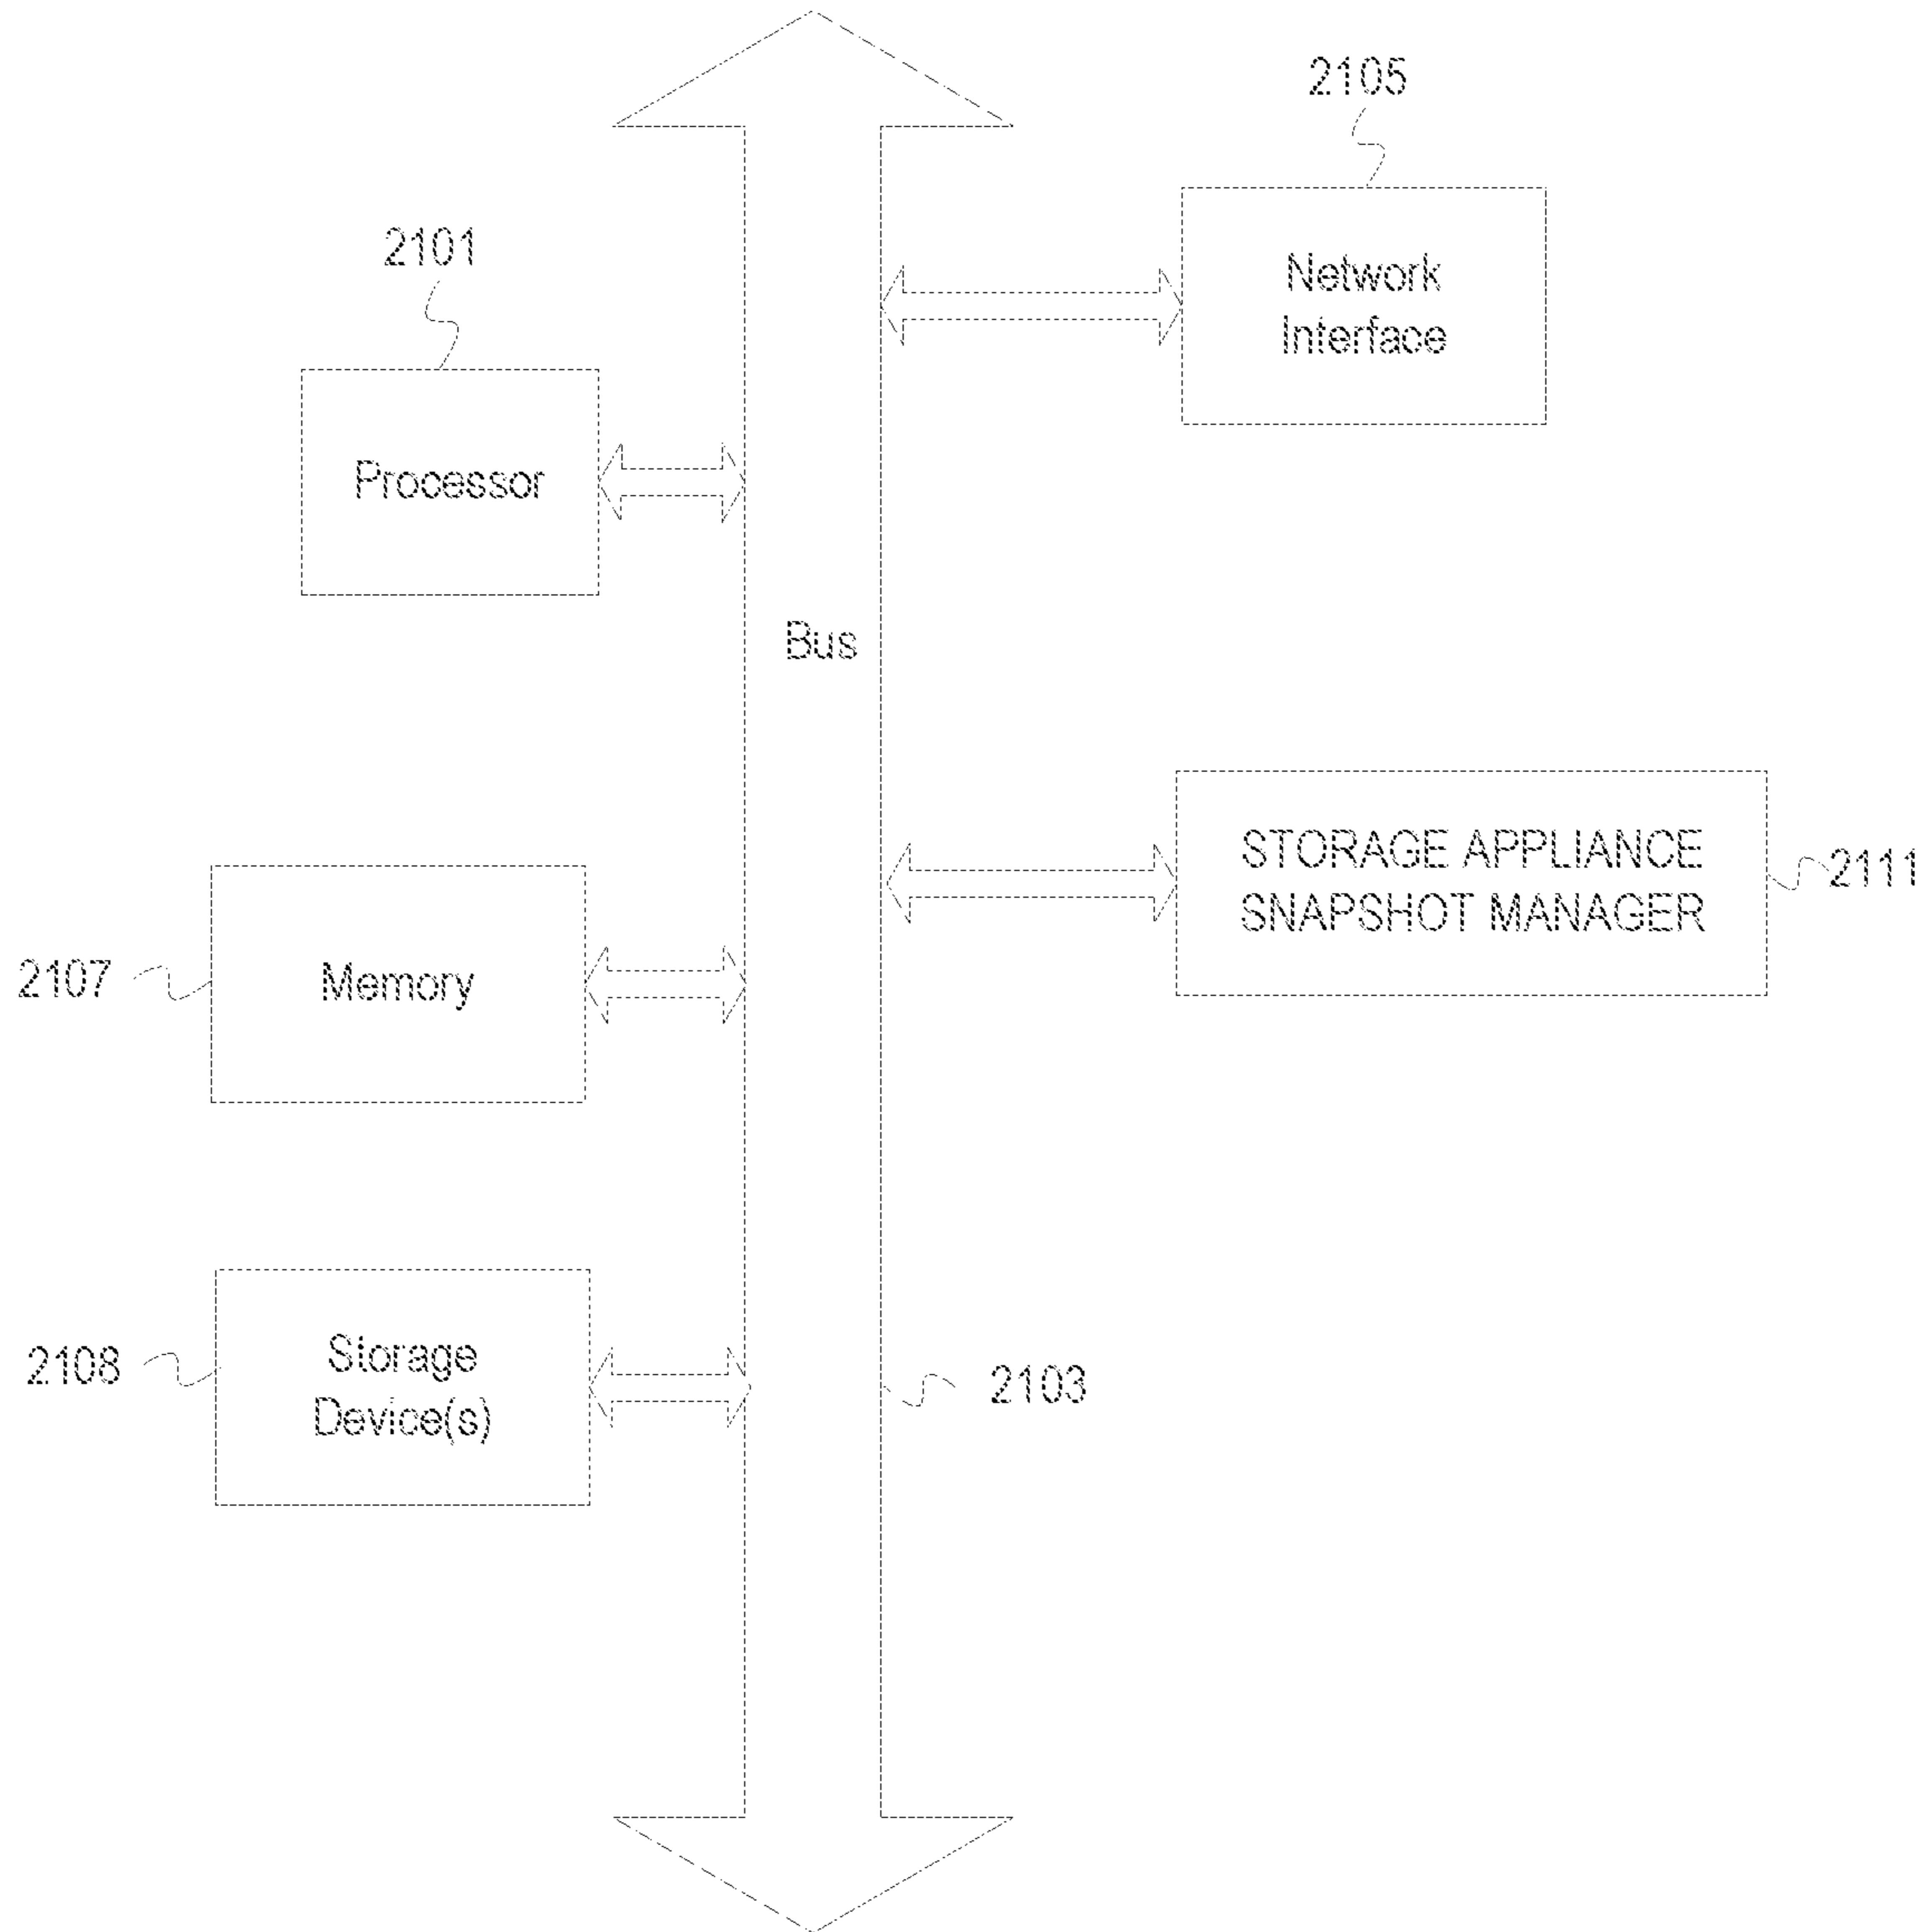 2105
2101
Network
Interface
Processor
Bus
STORAGE APPLIANCE
SNAPSHOT MANAGER
2111
2107
Memory
2108
Storage
Device(s)
2103